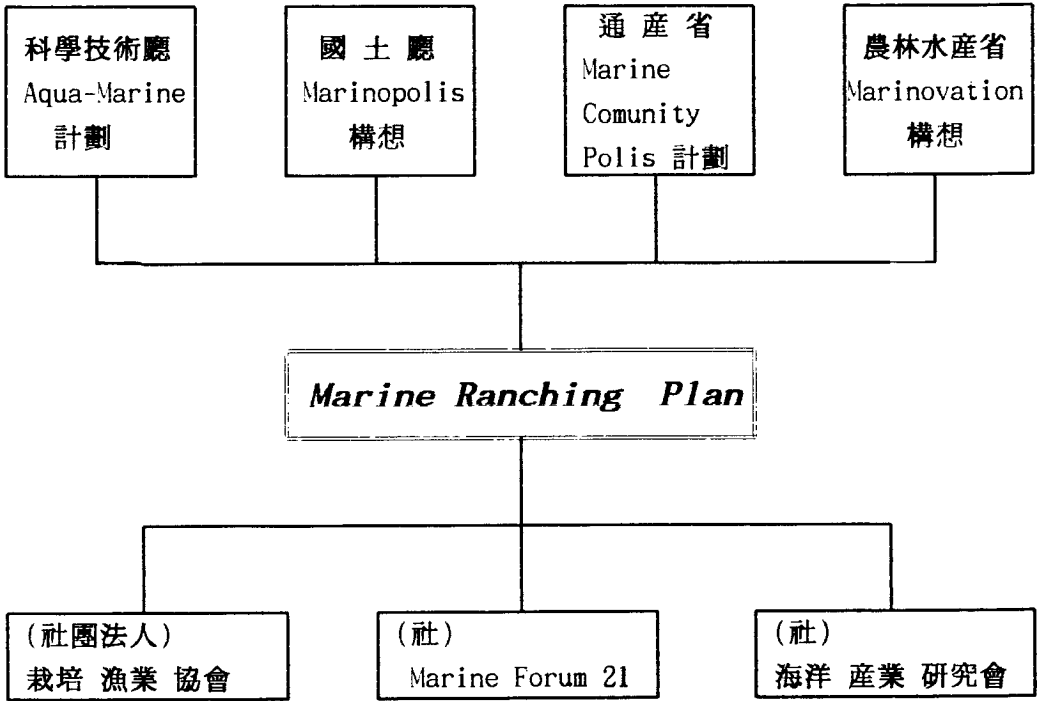 科學技術廳
Aqua-Marine
計劃
國 土 廳
Marinopolis
構想
通 産 省
Marine
Comunity
Polis 計劃
農林水産省
Marinovation
構想
Marine Ranching Plan
(社團法人)
栽培 漁業 協會
(社)
Marine Forum 21
(社)
海洋 産業 硏究會